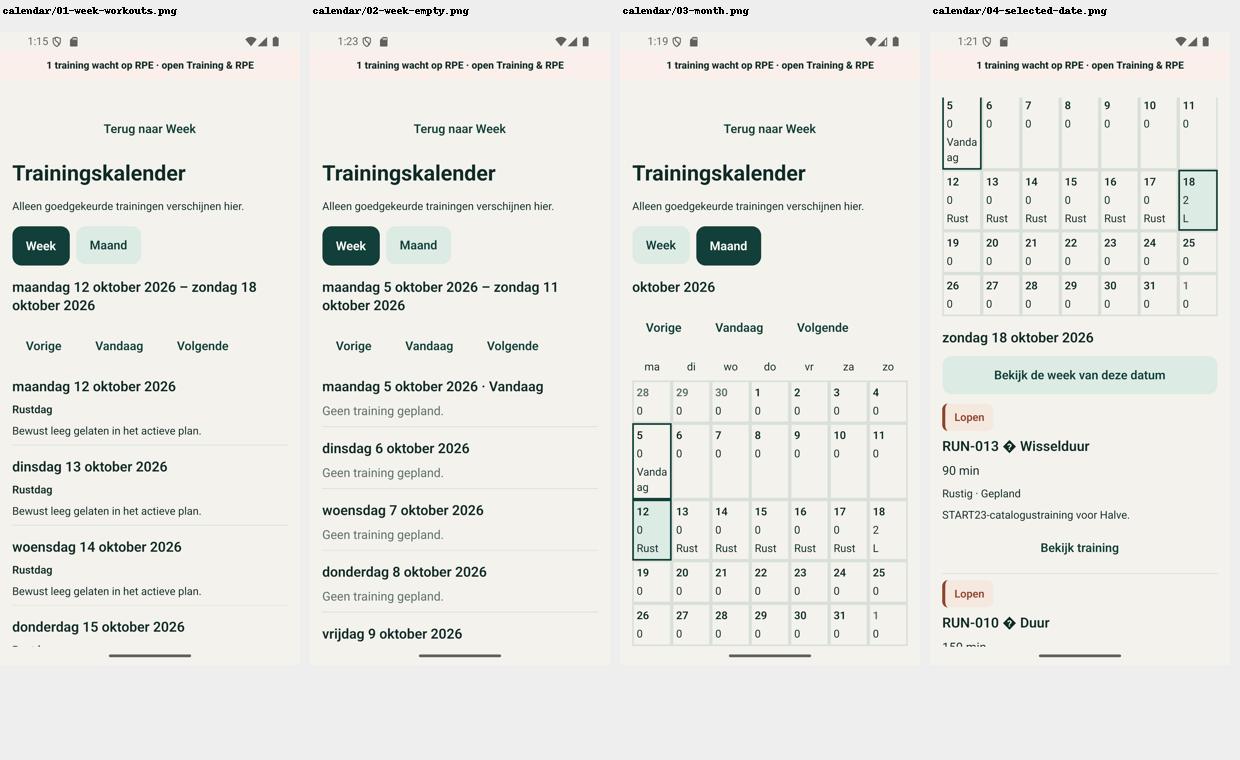 calendar/01-week-workouts.png
1:15
1 training wacht op RPE · open Training & RPE
Terug naar Week
Trainingskalender
Alleen goedgekeurde trainingen verschijnen hier.
Week Maand
maandag 12 oktober 2026 – zondag 18
oktober 2026
Vorige Vandaag Volgende
maandag 12 oktober 2026
Rustdag
Bewust leeg gelaten in het actieve plan.
dinsdag 13 oktober 2026
Rustdag
Bewust leeg gelaten in het actieve plan.
woensdag 14 oktober 2026
Rustdag
Bewust leeg gelaten in het actieve plan.
donderdag 15 oktober 2026
calendar/02-week-empty.png
1:23
1 training wacht op RPE · open Training & RPE
Terug naar Week
Trainingskalender
Alleen goedgekeurde trainingen verschijnen hier.
Week Maand
maandag 5 oktober 2026 – zondag 11
oktober 2026
Vorige Vandaag Volgende
maandag 5 oktober 2026 · Vandaag
Geen training gepland.
dinsdag 6 oktober 2026
Geen training gepland.
woensdag 7 oktober 2026
Geen training gepland.
donderdag 8 oktober 2026
Geen training gepland.
vrijdag 9 oktober 2026
calendar/03-month.png
1:19
1 training wacht op RPE · open Training & RPE
Terug naar Week
Trainingskalender
Alleen goedgekeurde trainingen verschijnen hier.
Week Maand
oktober 2026
Vorige Vandaag Volgende
ma di wo do vr za zo
28 29 30 1 2 3 4
0 0 0 0 0 0 0
5 6 7 8 9 10 11
0 0 0 0 0 0 0
Vanda
ag
12 13 14 15 16 17 18
0 0 0 0 0 0 2
Rust Rust Rust Rust Rust Rust L
19 20 21 22 23 24 25
0 0 0 0 0 0 0
26 27 28 29 30 31 1
0 0 0 0 0 0 0
calendar/04-selected-date.png
1:21
1 training wacht op RPE · open Training & RPE
5 6 7 8 9 10 11
0 0 0 0 0 0 0
Vanda
ag
12 13 14 15 16 17 18
0 0 0 0 0 0 2
Rust Rust Rust Rust Rust Rust L
19 20 21 22 23 24 25
0 0 0 0 0 0 0
26 27 28 29 30 31 1
0 0 0 0 0 0 0
zondag 18 oktober 2026
Bekijk de week van deze datum
Lopen
RUN-013 � Wisselduur
90 min
Rustig · Gepland
START23-catalogustraining voor Halve.
Bekijk training
Lopen
RUN-010 � Duur
150 min